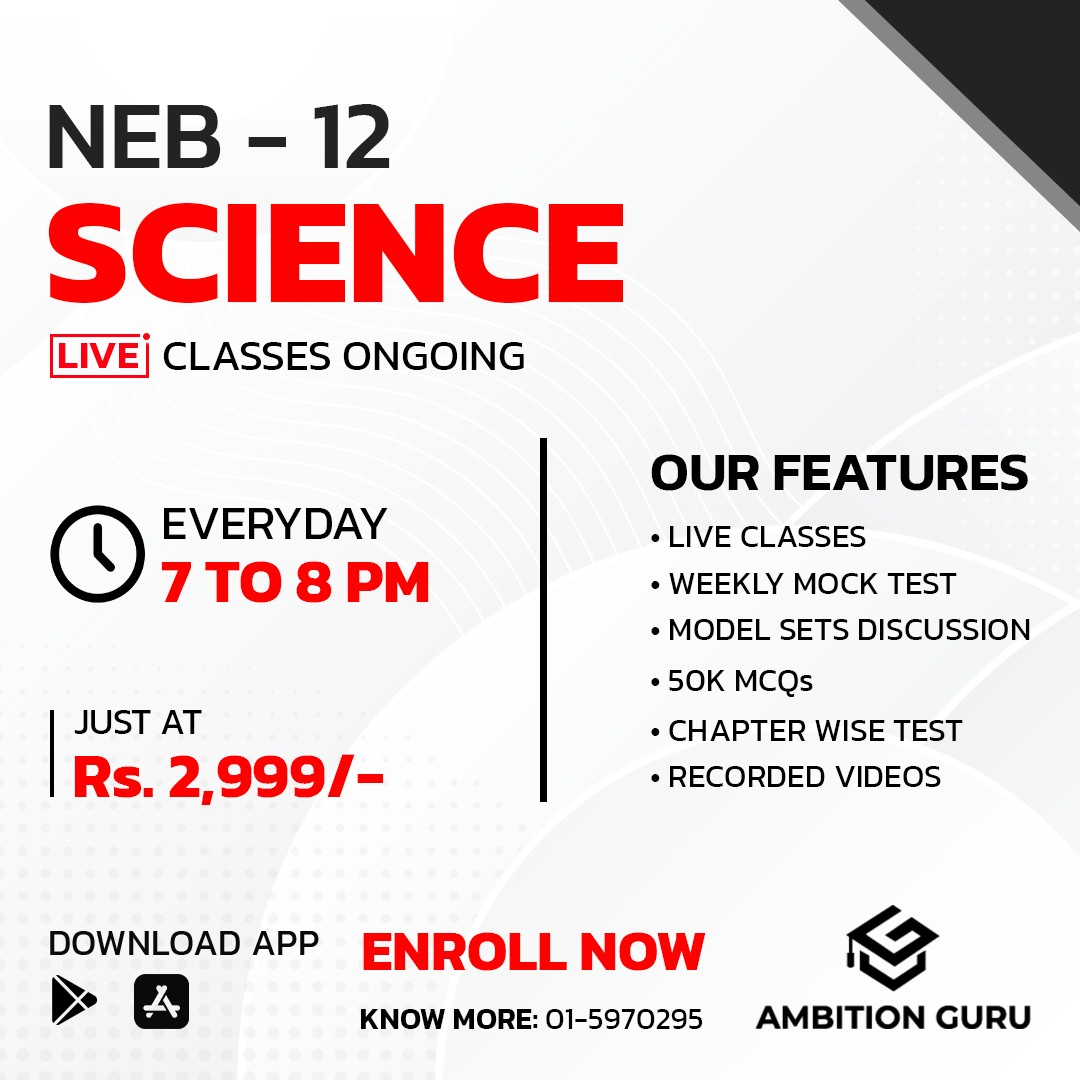 NEB - 12
SCIENCE
LIVE CLASSES ONGOING
EVERYDAY
7 TO 8 PM
JUST AT
Rs. 2,999/-
OUR FEATURES
• LIVE CLASSES
• WEEKLY MOCK TEST
• MODEL SETS DISCUSSION
• 50K MCQs
• CHAPTER WISE TEST
• RECORDED VIDEOS
DOWNLOAD APP
ENROLL NOW
KNOW MORE: 01-5970295
AMBITION GURU